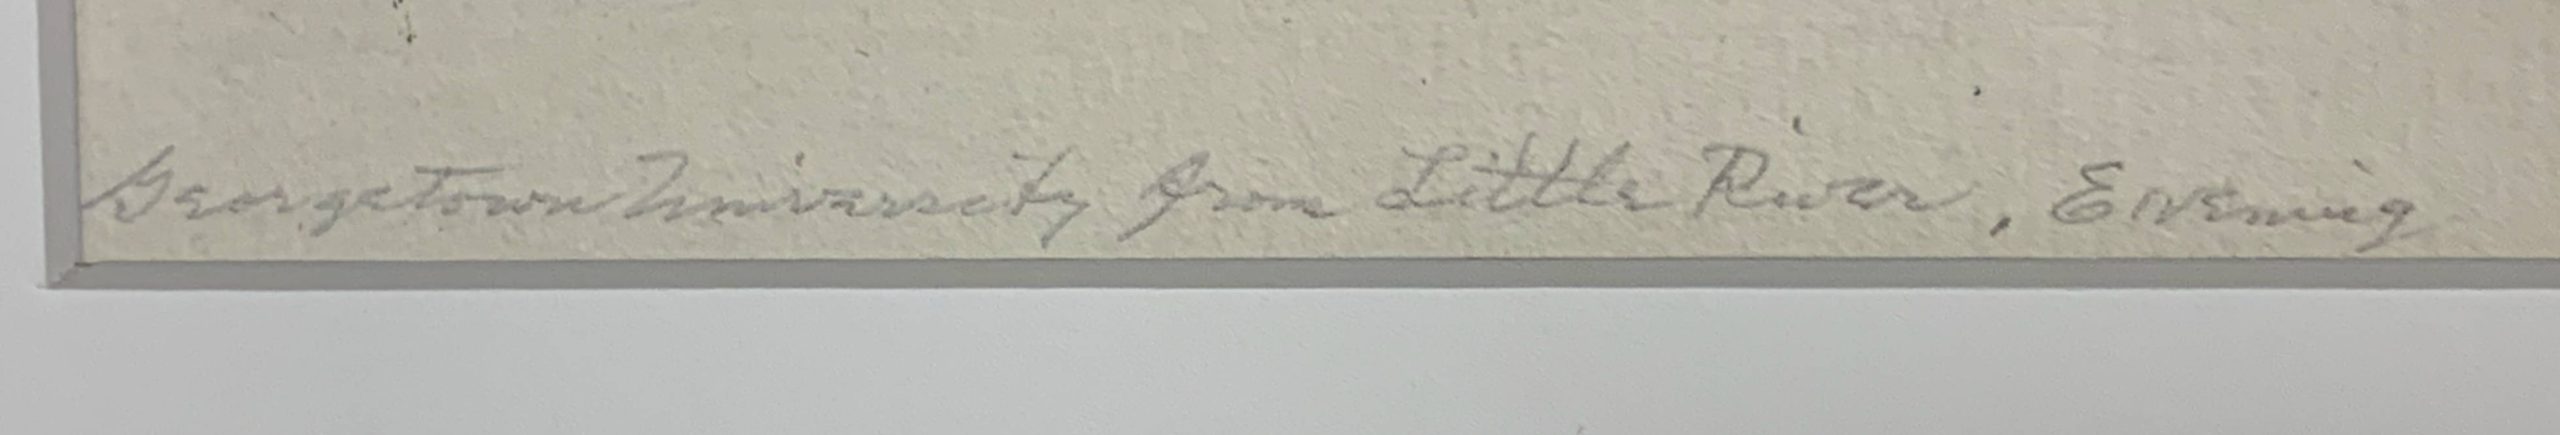 Georgetown University from Little River, Evening